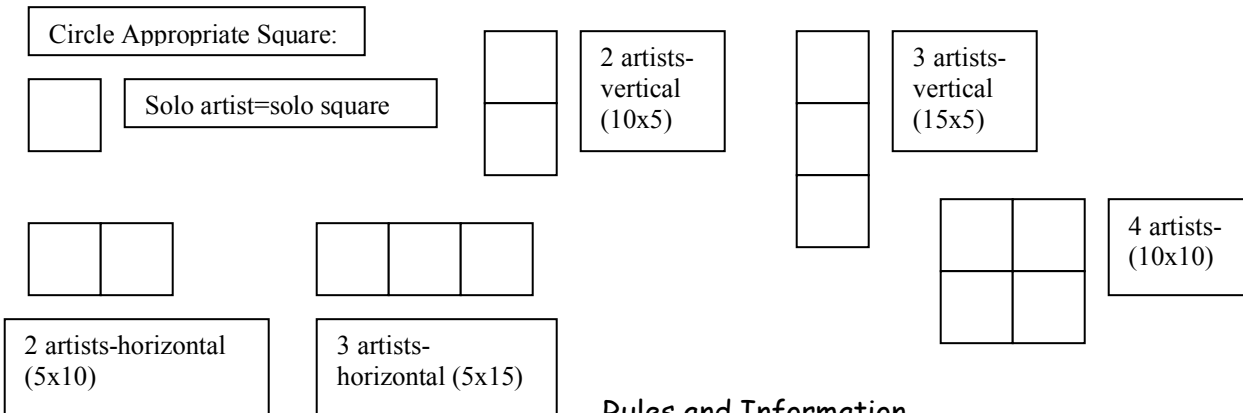 Circle Appropriate Square:
Solo artist=solo square
2 artists-
vertical
(10x5)
3 artists-
vertical
(15x5)
4 artists-
(10x10)
2 artists-horizontal
(5x10)
3 artists-
horizontal (5x15)
Rules and Information